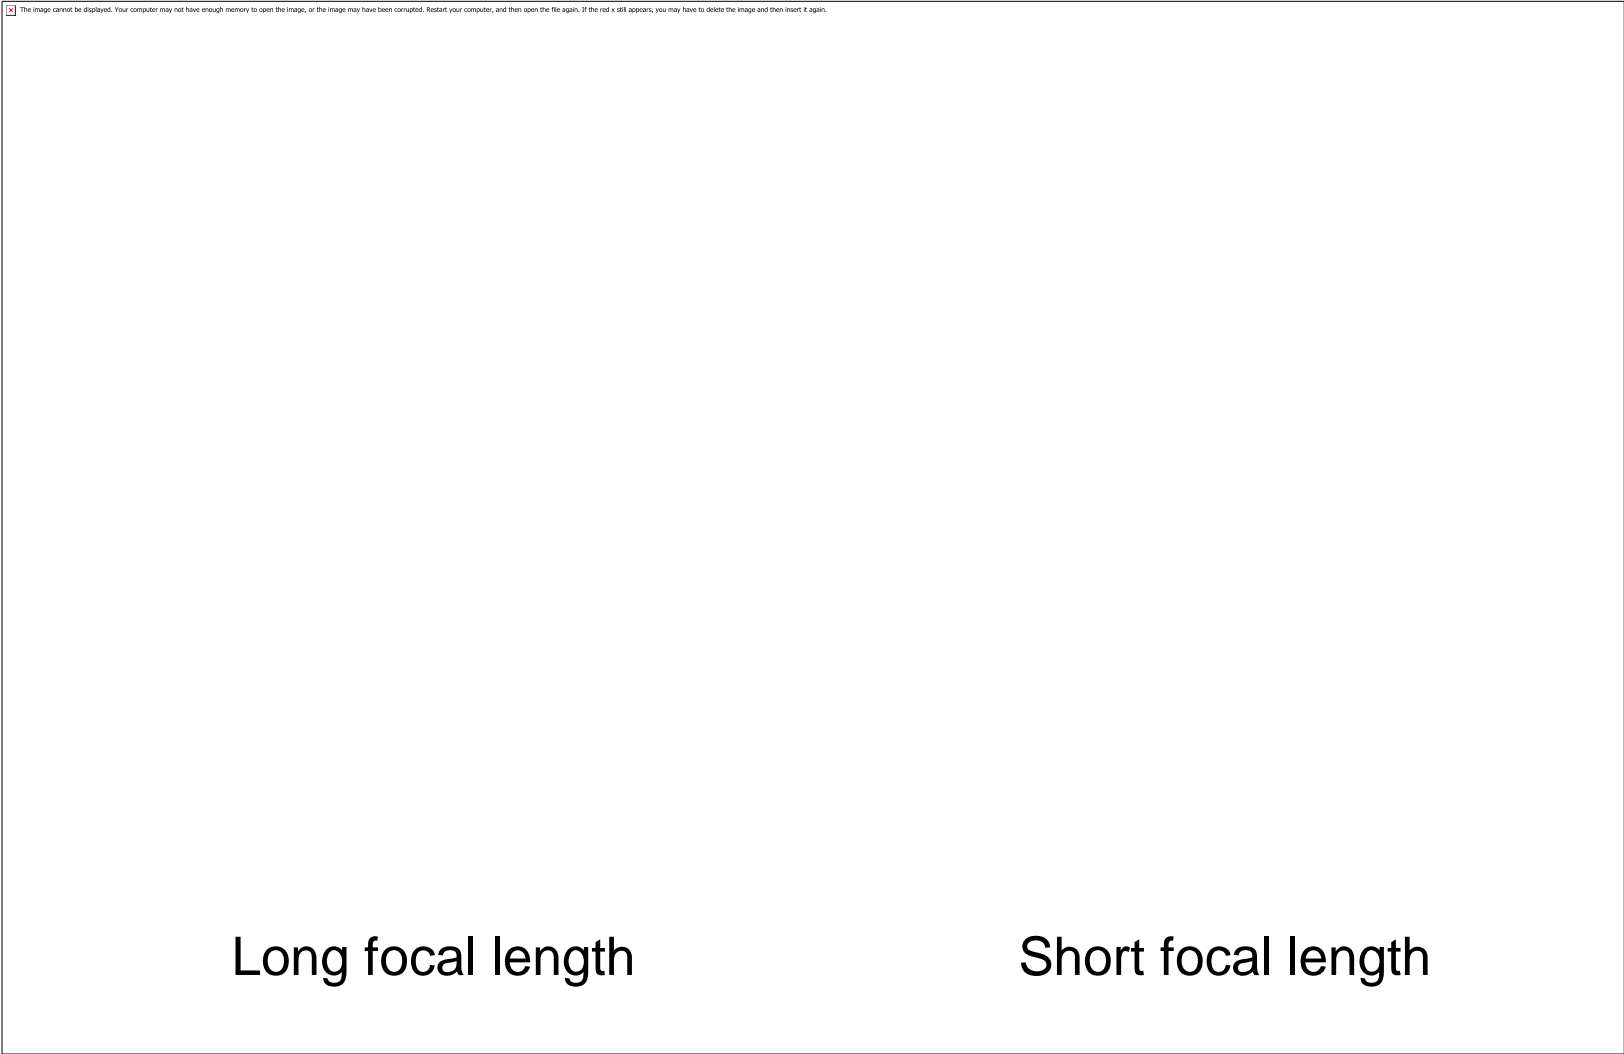 The image cannot be displayed. Your computer may not have enough memory to open the image, or the image may have been corrupted. Restart your computer, and then open the file again. If the red x still appears, you may have to delete the image and then insert it again.
Long focal length
Short focal length